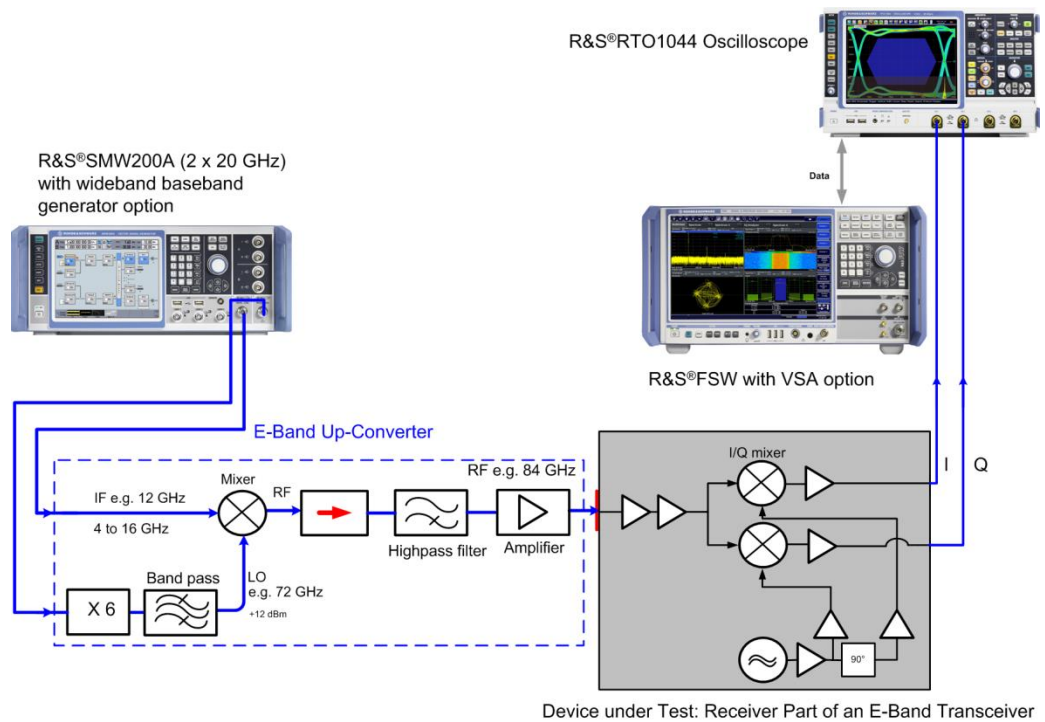 R&S®RTO1044 Oscilloscope
R&S®SMW200A (2 x 20 GHz)
with wideband baseband
generator option
Data
R&S®FSW with VSA option
E-Band Up-Converter
IF e.g. 12 GHz
4 to 16 GHz
Mixer
RF
Highpass filter
RF e.g. 84 GHz
Amplifier
I/Q mixer
I
Q
X 6
Band pass
LO
e.g. 72 GHz
+12 dBm
90°
Device under Test: Receiver Part of an E-Band Transceiver